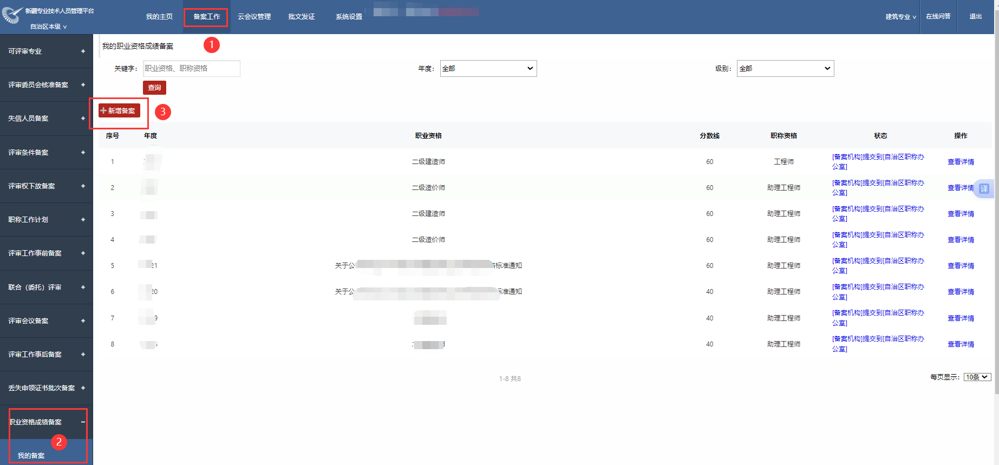 新疆专业技术人员管理平台
自治区本级 ∨
我的主页 备案工作 云会议管理 批文发证 系统设置
建筑专业 ∨ 在线问答 退出
1
可评审专业 +
评审委员会核准备案 +
失信人员备案 +
评审条件备案 +
评审权下放备案 +
职称工作计划 +
评审工作事前备案 +
联合（委托）评审 +
评审会议备案 +
评审工作事后备案 +
丢失申领证书批次备案 +
职业资格成绩备案 −
2
我的备案
我的职业资格成绩备案
关键字： 职业资格、职称资格 年度： 全部 级别： 全部
查询
+新增备案
3
序号 年度 职业资格 分数线 职称资格 状态 操作
1 二级建造师 60 工程师 [备案机构]提交到[自治区职称办
公室] 查看详情
2 二级造价师 60 助理工程师 [备案机构]提交到[自治区职称办
公室] 查看详情
译
3 二级建造师 60 助理工程师 [备案机构]提交到[自治区职称办
公室] 查看详情
4 二级造价师 60 助理工程师 [备案机构]提交到[自治区职称办
公室] 查看详情
5 21 关于公 标准通知 60 助理工程师 [备案机构]提交到[自治区职称办
公室] 查看详情
6 20 关于公 标准通知 40 助理工程师 [备案机构]提交到[自治区职称办
公室] 查看详情
7 9 40 助理工程师 [备案机构]提交到[自治区职称办
公室] 查看详情
8 40 助理工程师 [备案机构]提交到[自治区职称办
公室] 查看详情
1-8 共8
每页显示： 10条